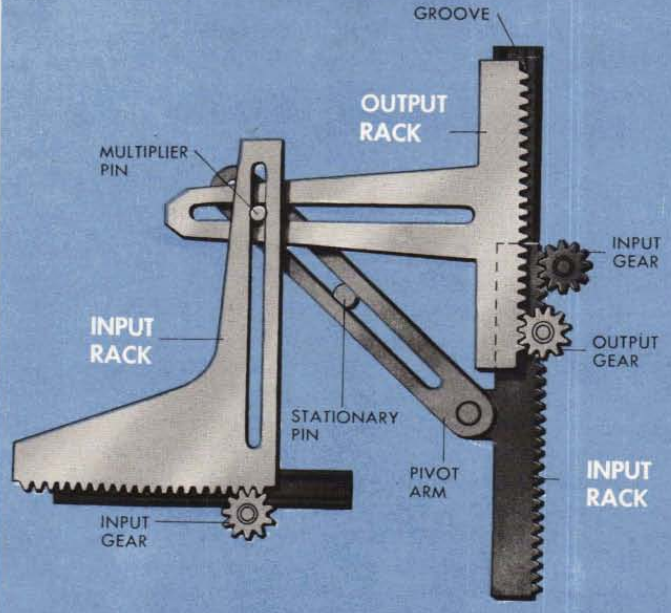 GROOVE
OUTPUT
RACK
MULTIPLIER
PIN
INPUT
GEAR
INPUT
RACK
OUTPUT
GEAR
STATIONARY
PIN
PIVOT
ARM
INPUT
RACK
INPUT
GEAR